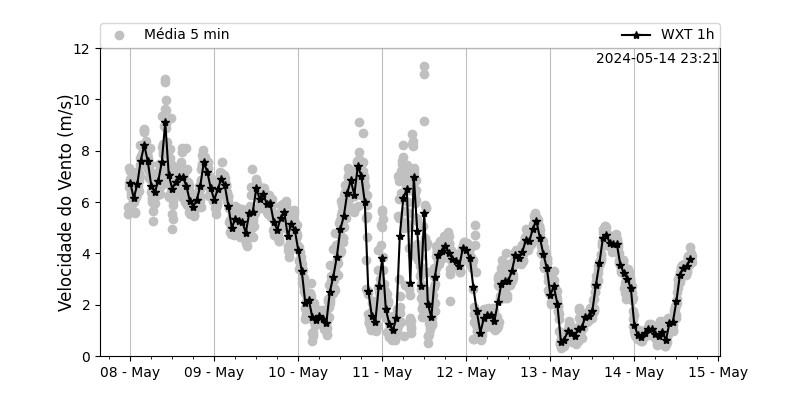 Média 5 min
WXT 1h
2024-05-14 23:21
Velocidade do Vento (m/s)
12
10
8
6
4
2
0
08 - May
09 - May
10 - May
11 - May
12 - May
13 - May
14 - May
15 - May